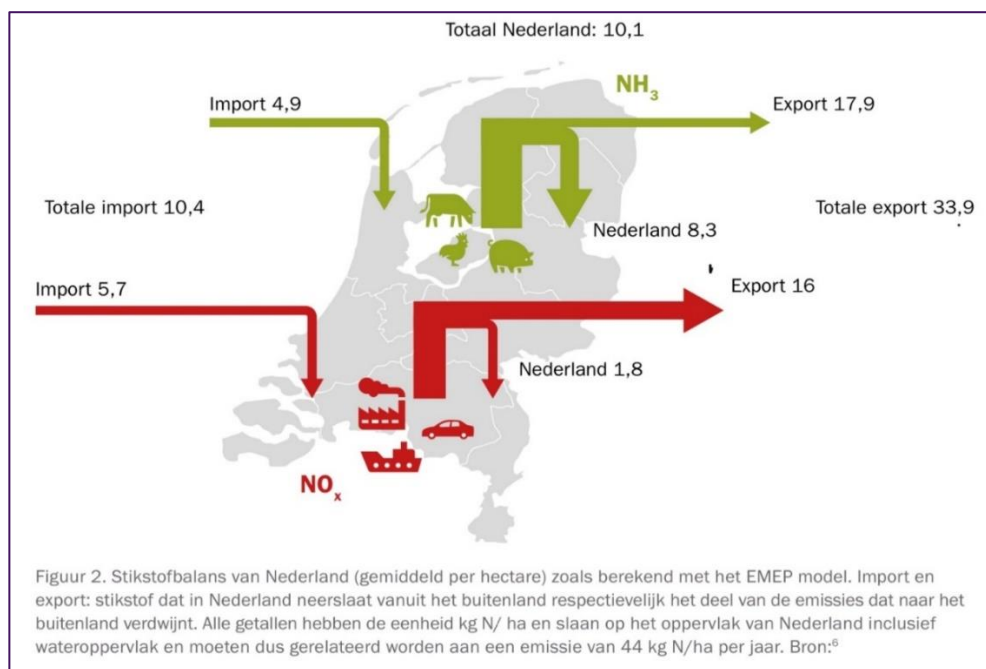 Totaal Nederland: 10,1
NH₃
Import 4,9
Export 17,9
Totale import 10,4
Totale export 33,9
Nederland 8,3
Import 5,7
Export 16
Nederland 1,8
NOₓ
Figuur 2. Stikstofbalans van Nederland (gemiddeld per hectare) zoals berekend met het EMEP model. Import en
export: stikstof dat in Nederland neerslaat vanuit het buitenland respectievelijk het deel van de emissies dat naar het
buitenland verdwijnt. Alle getallen hebben de eenheid kg N/ ha en slaan op het oppervlak van Nederland inclusief
wateroppervlak en moeten dus gerelateerd worden aan een emissie van 44 kg N/ha per jaar. Bron:⁶